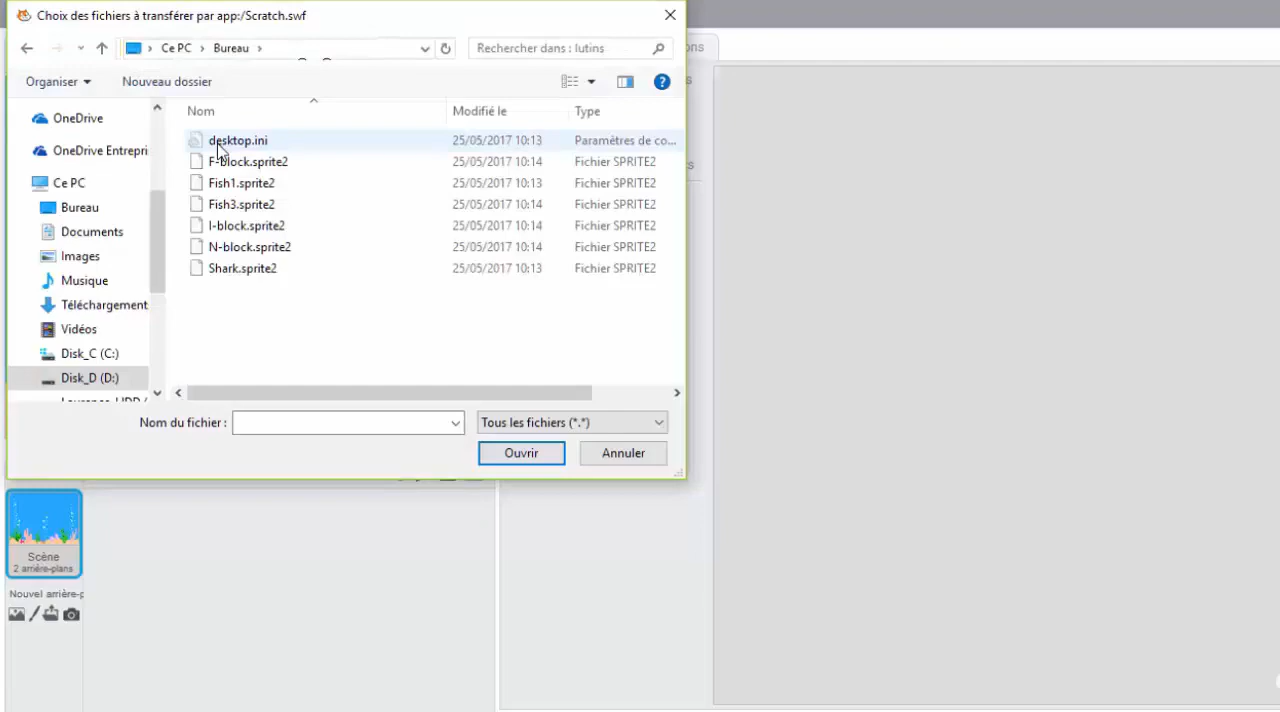 Choix des fichiers à transférer par app:/Scratch.swf
Ce PC Bureau
Rechercher dans : lutins
ons
Organiser
Nouveau dossier
Nom Modifié le Type
OneDrive
OneDrive Entrepri
Ce PC
Bureau
Documents
Images
Musique
Téléchargement
Vidéos
Disk_C (C:)
Disk_D (D:)
desktop.ini 25/05/2017 10:13 Paramètres de co...
F-block.sprite2 25/05/2017 10:14 Fichier SPRITE2
Fish1.sprite2 25/05/2017 10:13 Fichier SPRITE2
Fish3.sprite2 25/05/2017 10:14 Fichier SPRITE2
I-block.sprite2 25/05/2017 10:14 Fichier SPRITE2
N-block.sprite2 25/05/2017 10:14 Fichier SPRITE2
Shark.sprite2 25/05/2017 10:13 Fichier SPRITE2
Nom du fichier :
Tous les fichiers (*.*)
Ouvrir
Annuler
Scène
2 arrière-plans
Nouvel arrière-p